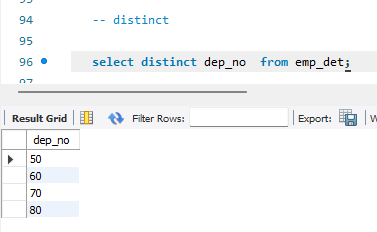 94 -- distinct
95
96 select distinct dep_no from emp_det;
Result Grid Filter Rows: Export:
dep_no
50
60
70
80